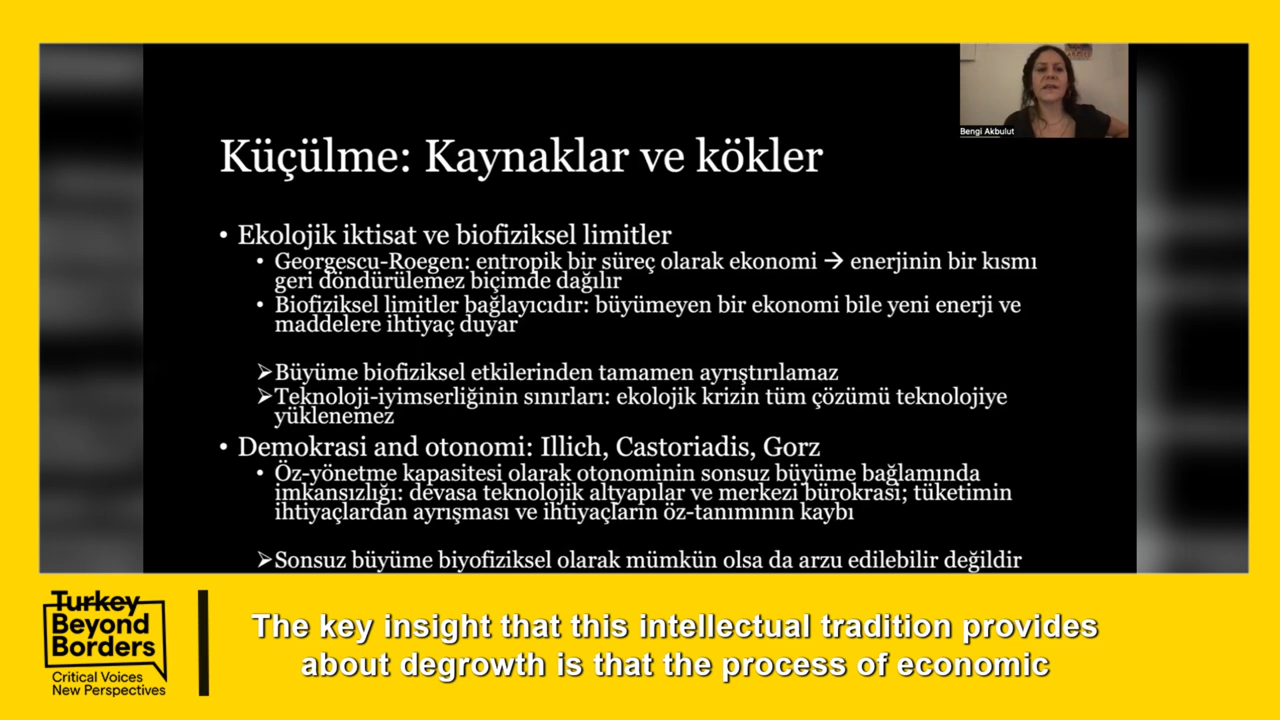 Bengi Akbulut
Küçülme: Kaynaklar ve kökler
• Ekolojik iktisat ve biofiziksel limitler
• Georgescu-Roegen: entropik bir süreç olarak ekonomi → enerjinin bir kısmı
geri döndürülemez biçimde dağılır
• Biofiziksel limitler bağlayıcıdır: büyümeyen bir ekonomi bile yeni enerji ve
maddelere ihtiyaç duyar
➢Büyüme biofiziksel etkilerinden tamamen ayrıştırılamaz
➢Teknoloji-iyimserliğinin sınırları: ekolojik krizin tüm çözümü teknolojiye
yüklenemez
• Demokrasi and otonomi: Illich, Castoriadis, Gorz
• Öz-yönetme kapasitesi olarak otonominin sonsuz büyüme bağlamında
imkansızlığı: devasa teknolojik altyapılar ve merkezi bürokrasi; tüketimin
ihtiyaçlardan ayrışması ve ihtiyaçların öz-tanımının kaybı
➢Sonsuz büyüme biyofiziksel olarak mümkün olsa da arzu edilebilir değildir
Turkey
Beyond
Borders
Critical Voices
New Perspectives
The key insight that this intellectual tradition provides
about degrowth is that the process of economic